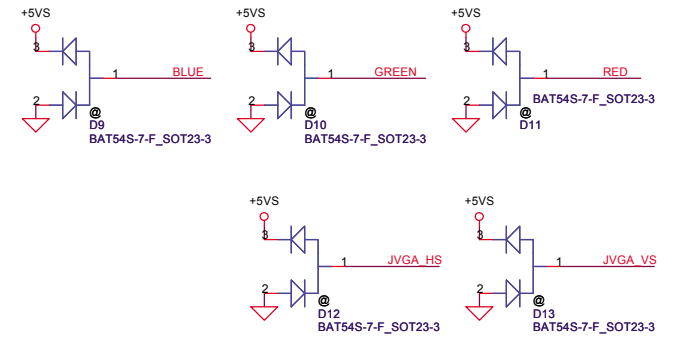 +5VS +5VS +5VS
3 3 3
1 BLUE 1 GREEN 1 RED
2 2 2 BAT54S-7-F_SOT23-3
@ @ @
D9 D10 D11
BAT54S-7-F_SOT23-3 BAT54S-7-F_SOT23-3
+5VS +5VS
3 3
1 JVGA_HS 1 JVGA_VS
2 2
@ @
D12 D13
BAT54S-7-F_SOT23-3 BAT54S-7-F_SOT23-3